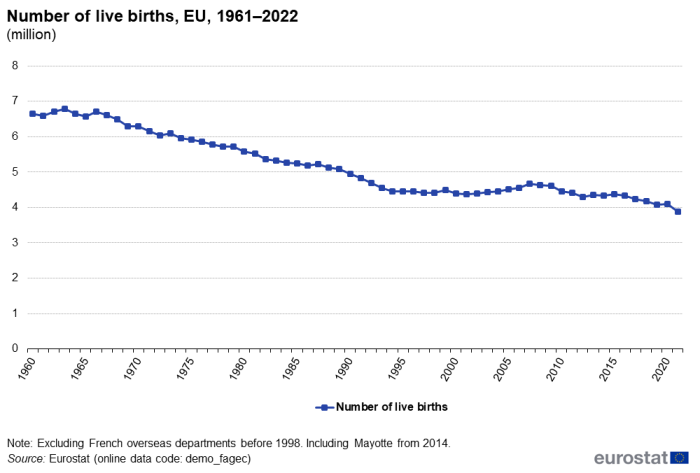 Number of live births, EU, 1961–2022
(million)
8
7
6
5
4
3
2
1
0
1960 1965 1970 1975 1980 1985 1990 1995 2000 2005 2010 2015 2020
Number of live births
Note: Excluding French overseas departments before 1998. Including Mayotte from 2014.
Source: Eurostat (online data code: demo_fagec)
eurostat